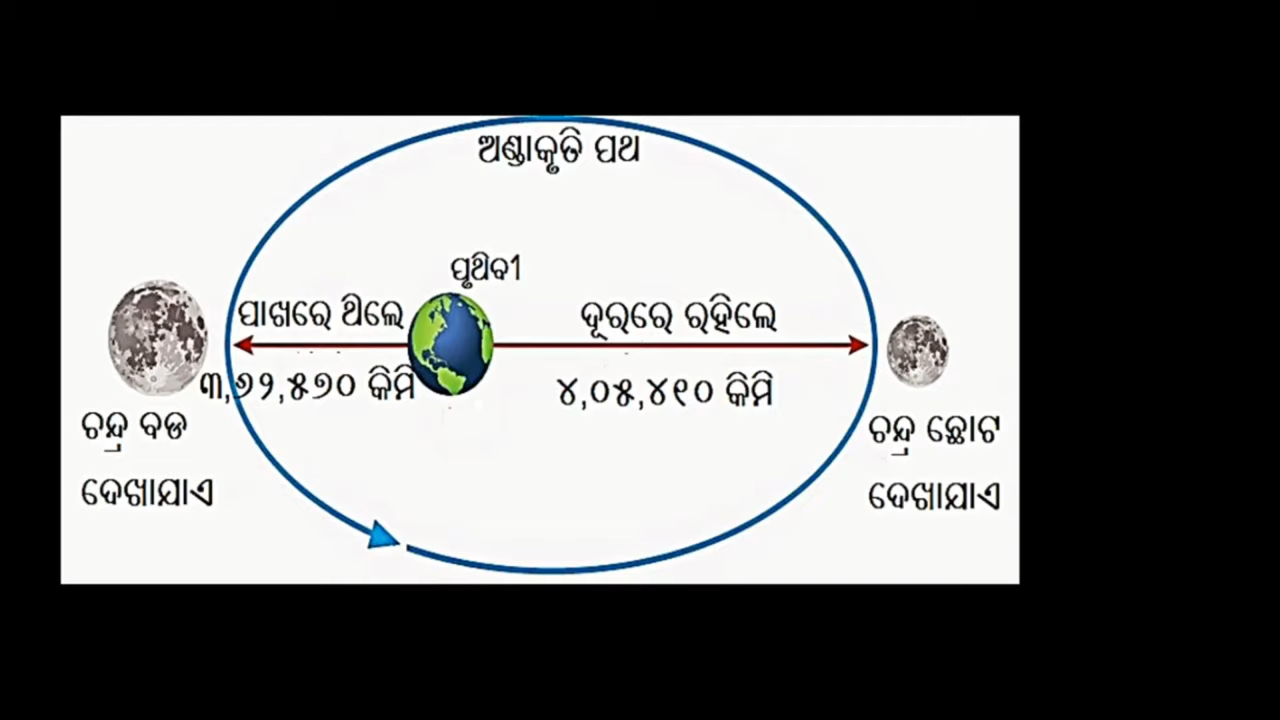 ଅଣ୍ଡାକୃତି ପଥ
ପୃଥିବୀ
ପାଖରେ ଥିଲେ
ଦୂରରେ ରହିଲେ
୩,୬୨,୫୭୦ କିମି
୪,୦୫,୪୧୦ କିମି
ଚନ୍ଦ୍ର ବଡ
ଦେଖାଯାଏ
ଚନ୍ଦ୍ର ଛୋଟ
ଦେଖାଯାଏ